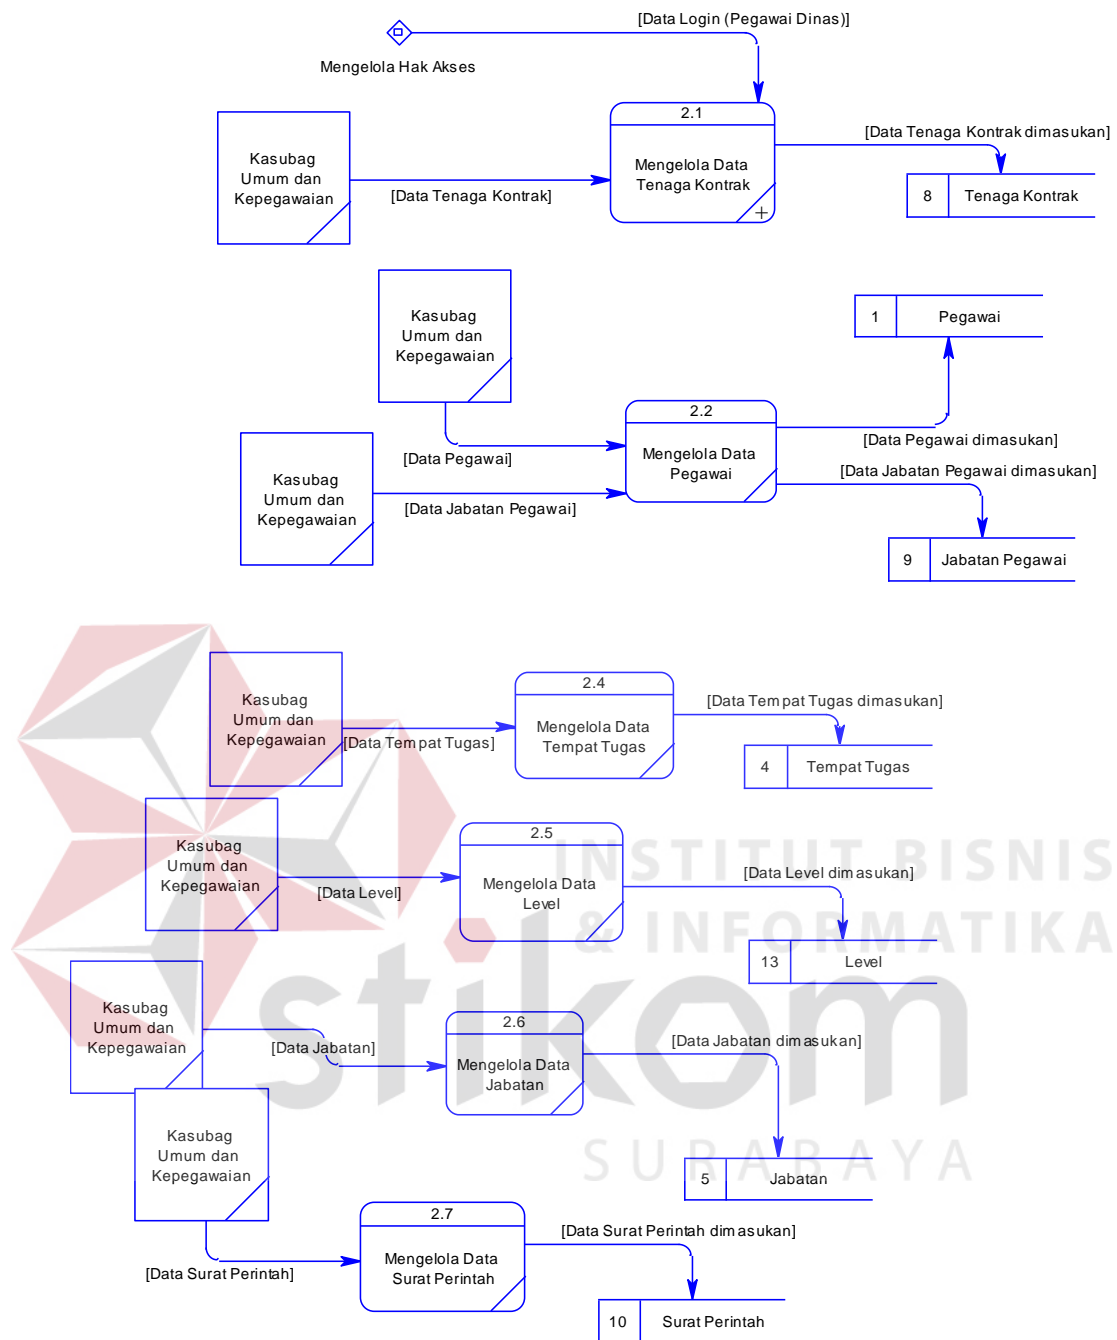 [Data Login (Pegawai Dinas)]
Mengelola Hak Akses
2.1
[Data Tenaga Kontrak dimasukan]
Kasubag
Umum dan
Kepegawaian
Mengelola Data
Tenaga Kontrak
[Data Tenaga Kontrak]
8
Tenaga Kontrak
+
Kasubag
Umum dan
Kepegawaian
1
Pegawai
2.2
[Data Pegawai dimasukan]
[Data Pegawai]
Mengelola Data
Pegawai
[Data Jabatan Pegawai dimasukan]
Kasubag
Umum dan
Kepegawaian
[Data Jabatan Pegawai]
9
Jabatan Pegawai
Kasubag
Umum dan
Kepegawaian
2.4
[Data Tempat Tugas dimasukan]
Mengelola Data
Tempat Tugas
[Data Tempat Tugas]
4
Tempat Tugas
Kasubag
Umum dan
Kepegawaian
2.5
INSTITUT BISNIS
[Data Level dimasukan]
Mengelola Data
Level
[Data Level]
& INFORMATIKA
13
Level
stikom
Kasubag
Umum dan
Kepegawaian
2.6
[Data Jabatan dimasukan]
[Data Jabatan]
Mengelola Data
Jabatan
Kasubag
Umum dan
Kepegawaian
SURABAYA
5
Jabatan
2.7
[Data Surat Perintah dimasukan]
Mengelola Data
Surat Perintah
[Data Surat Perintah]
10
Surat Perintah